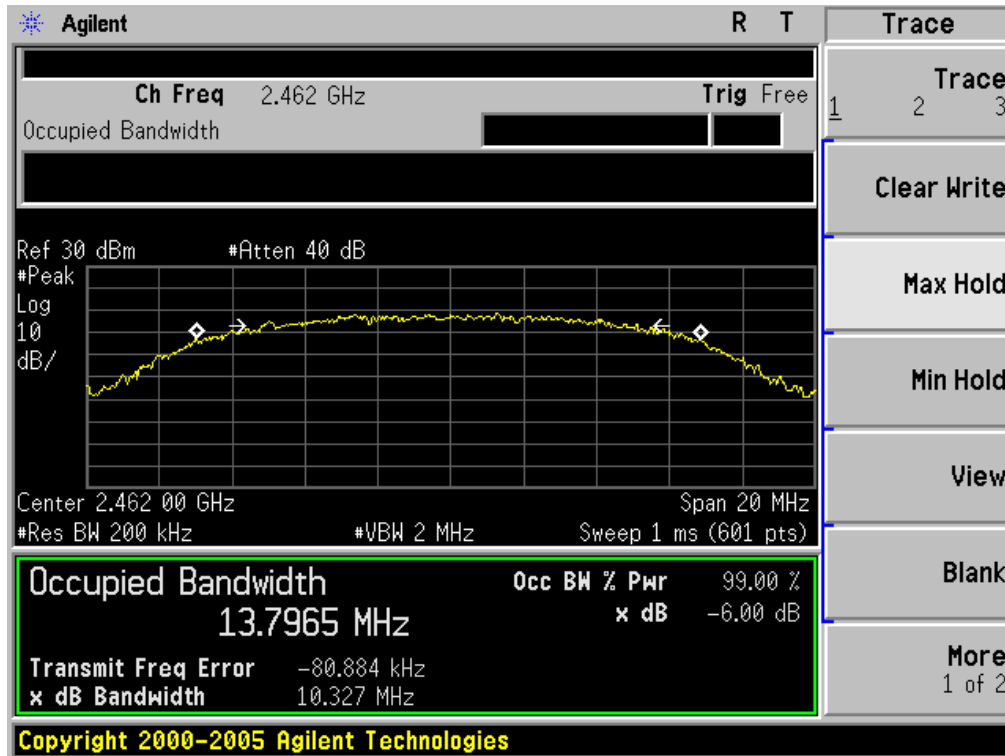 Agilent R T Trace
Trace
1 2 3
Ch Freq 2.462 GHz Trig Free
Occupied Bandwidth
Clear Write
Ref 30 dBm #Atten 40 dB
#Peak
Log
10
dB/
Max Hold
Min Hold
View
Center 2.462 00 GHz Span 20 MHz
#Res BW 200 kHz #VBW 2 MHz Sweep 1 ms (601 pts)
Occupied Bandwidth
13.7965 MHz
Occ BW % Pwr 99.00 %
x dB -6.00 dB
Blank
Transmit Freq Error -80.884 kHz
x dB Bandwidth 10.327 MHz
More
1 of 2
Copyright 2000-2005 Agilent Technologies